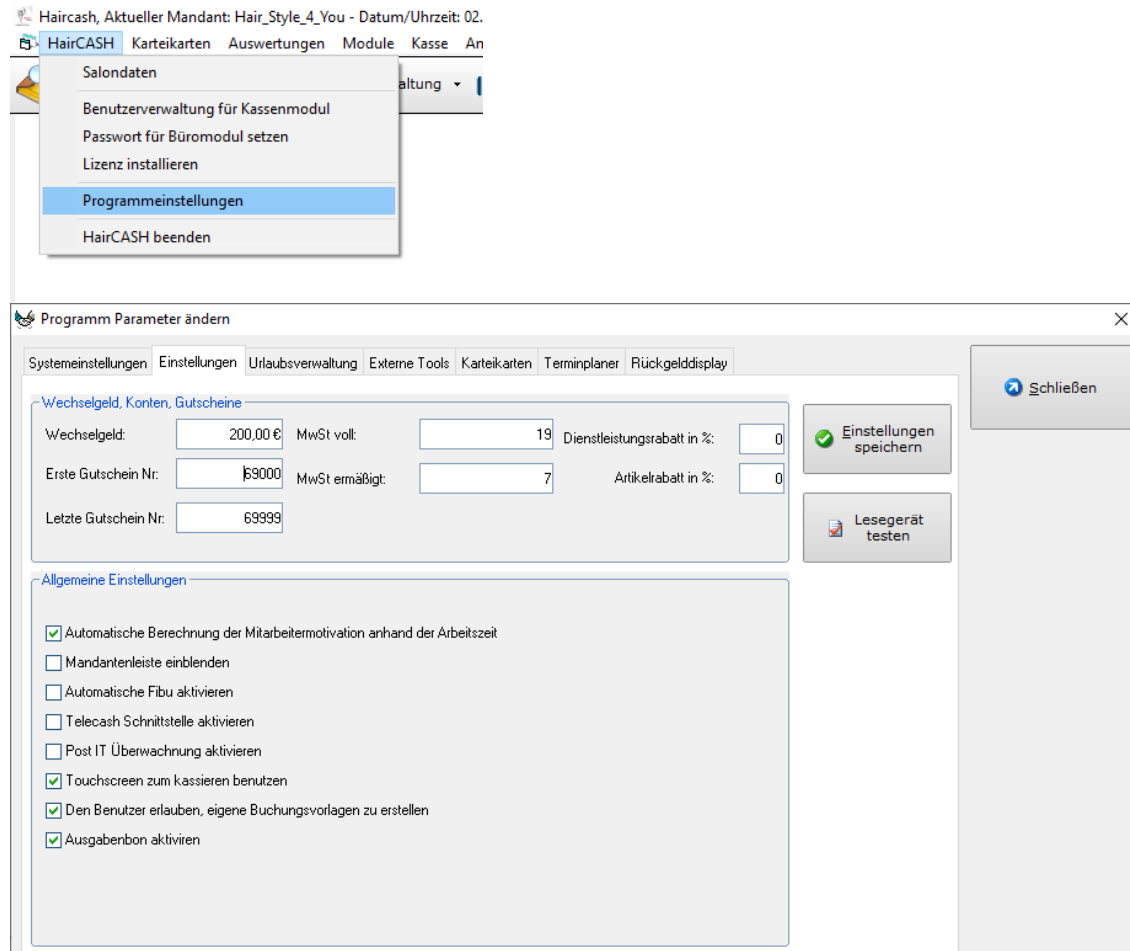 Haircash, Aktueller Mandant: Hair_Style_4_You - Datum/Uhrzeit: 02.
HairCASH Karteikarten Auswertungen Module Kasse An
Salondaten
altung
Benutzerverwaltung für Kassenmodul
Passwort für Büromodul setzen
Lizenz installieren
Programmeinstellungen
HairCASH beenden
Programm Parameter ändern
Systemeinstellungen Einstellungen Urlaubsverwaltung Externe Tools Karteikarten Terminplaner Rückgelddisplay
Schließen
Wechselgeld, Konten, Gutscheine
Wechselgeld: 200,00 € MwSt voll: 19 Dienstleistungsrabatt in %: 0
Einstellungen speichern
Erste Gutschein Nr: 69000 MwSt ermäßigt: 7 Artikelrabatt in %: 0
Letzte Gutschein Nr: 69999
Lesegerät testen
Allgemeine Einstellungen
Automatische Berechnung der Mitarbeitermotivation anhand der Arbeitszeit
Mandantenleiste einblenden
Automatische Fibu aktivieren
Telecash Schnittstelle aktivieren
Post IT Überwachnung aktivieren
Touchscreen zum kassieren benutzen
Den Benutzer erlauben, eigene Buchungsvorlagen zu erstellen
Ausgabenbon aktiviren